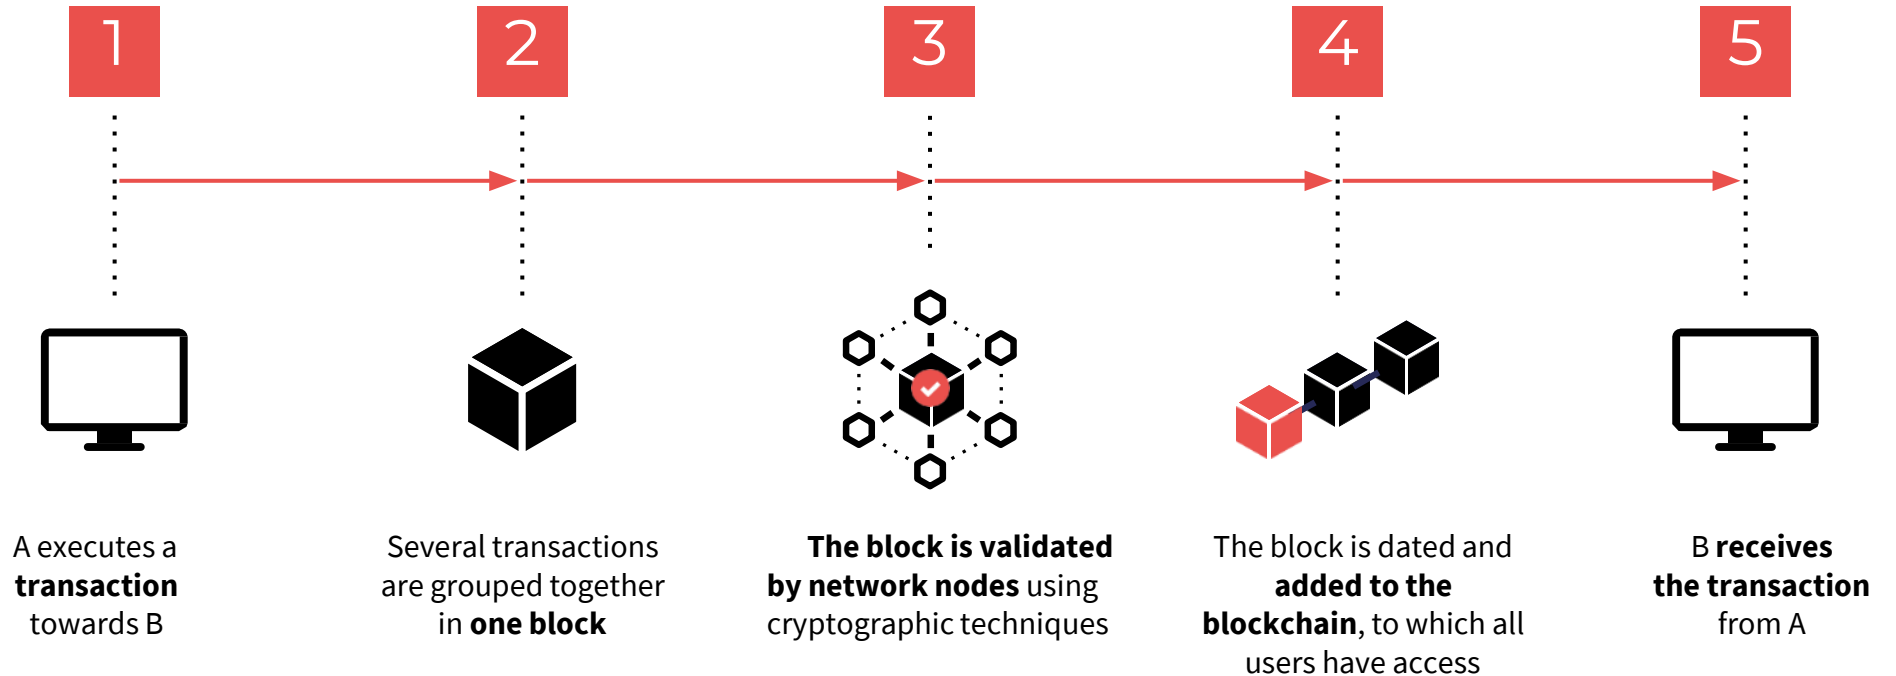 1
2
3
4
5
A executes a
transaction
towards B
Several transactions
are grouped together
in one block
The block is validated
by network nodes using
cryptographic techniques
The block is dated and
added to the
blockchain, to which all
users have access
B receives
the transaction
from A